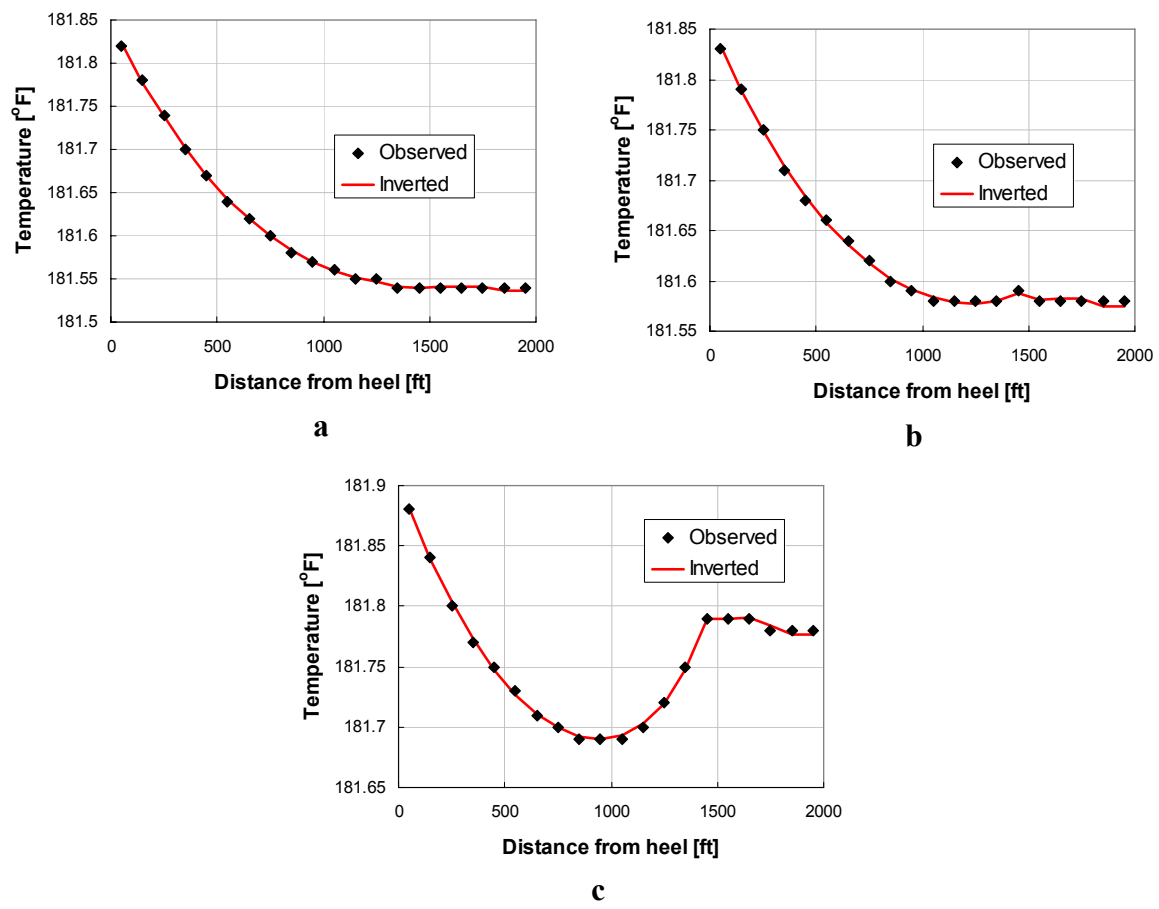 181.85
181.8
181.75
181.7
181.65
181.6
181.55
181.5
0 500 1000 1500 2000
Temperature [°F]
Distance from heel [ft]
Observed
Inverted
a
181.85
181.8
181.75
181.7
181.65
181.6
181.55
0 500 1000 1500 2000
Temperature [°F]
Distance from heel [ft]
Observed
Inverted
b
181.9
181.85
181.8
181.75
181.7
181.65
0 500 1000 1500 2000
Temperature [°F]
Distance from heel [ft]
Observed
Inverted
c